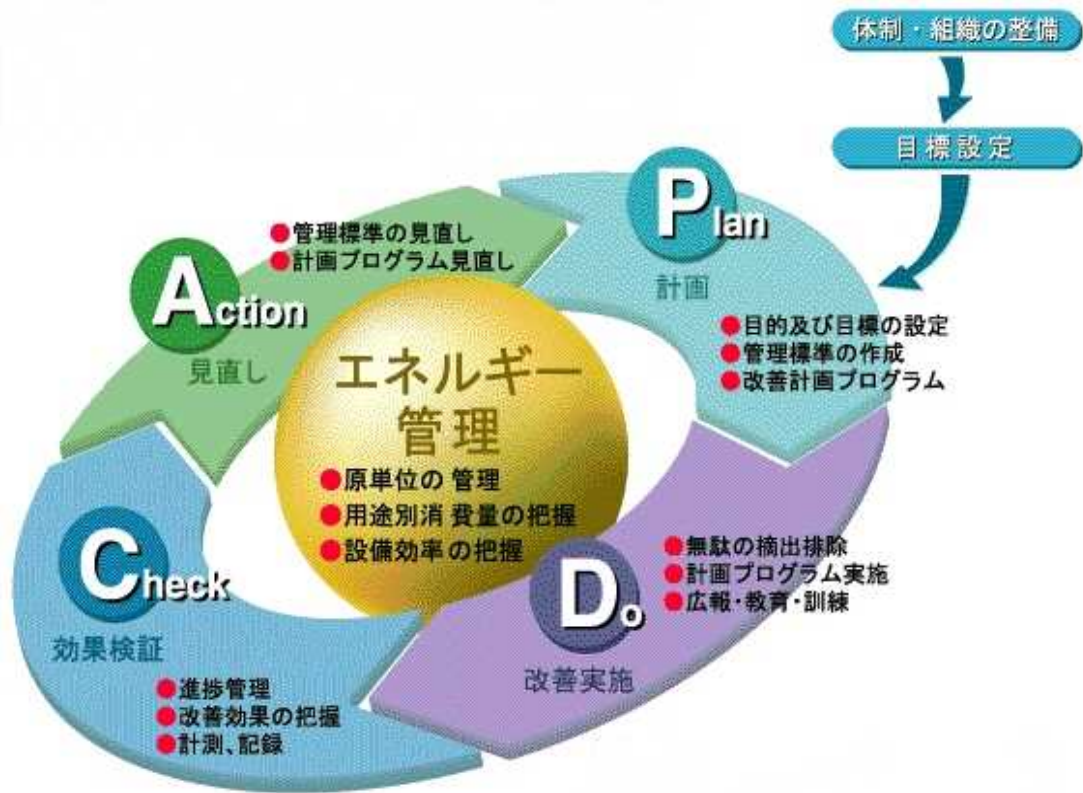 体制・組織の整備
目標設定
Plan
計画
●目的及び目標の設定
●管理標準の作成
●改善計画プログラム
Do
改善実施
●無駄の摘出排除
●計画プログラム実施
●広報・教育・訓練
Check
効果検証
●進捗管理
●改善効果の把握
●計測、記録
Action
見直し
●管理標準の見直し
●計画プログラム見直し
エネルギー
管理
●原単位の管理
●用途別消費量の把握
●設備効率の把握